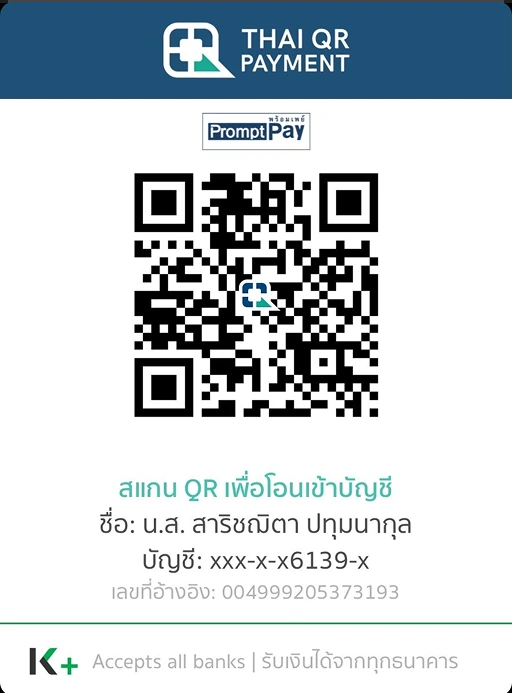 THAI QR
PAYMENT
พร้อมเพย์
PromptPay
สแกน QR เพื่อโอนเข้าบัญชี
ชื่อ: น.ส. สาริชฌิตา ปทุมนากุล
บัญชี: xxx-x-x6139-x
เลขที่อ้างอิง: 004999205373193
K+ Accepts all banks | รับเงินได้จากทุกธนาคาร